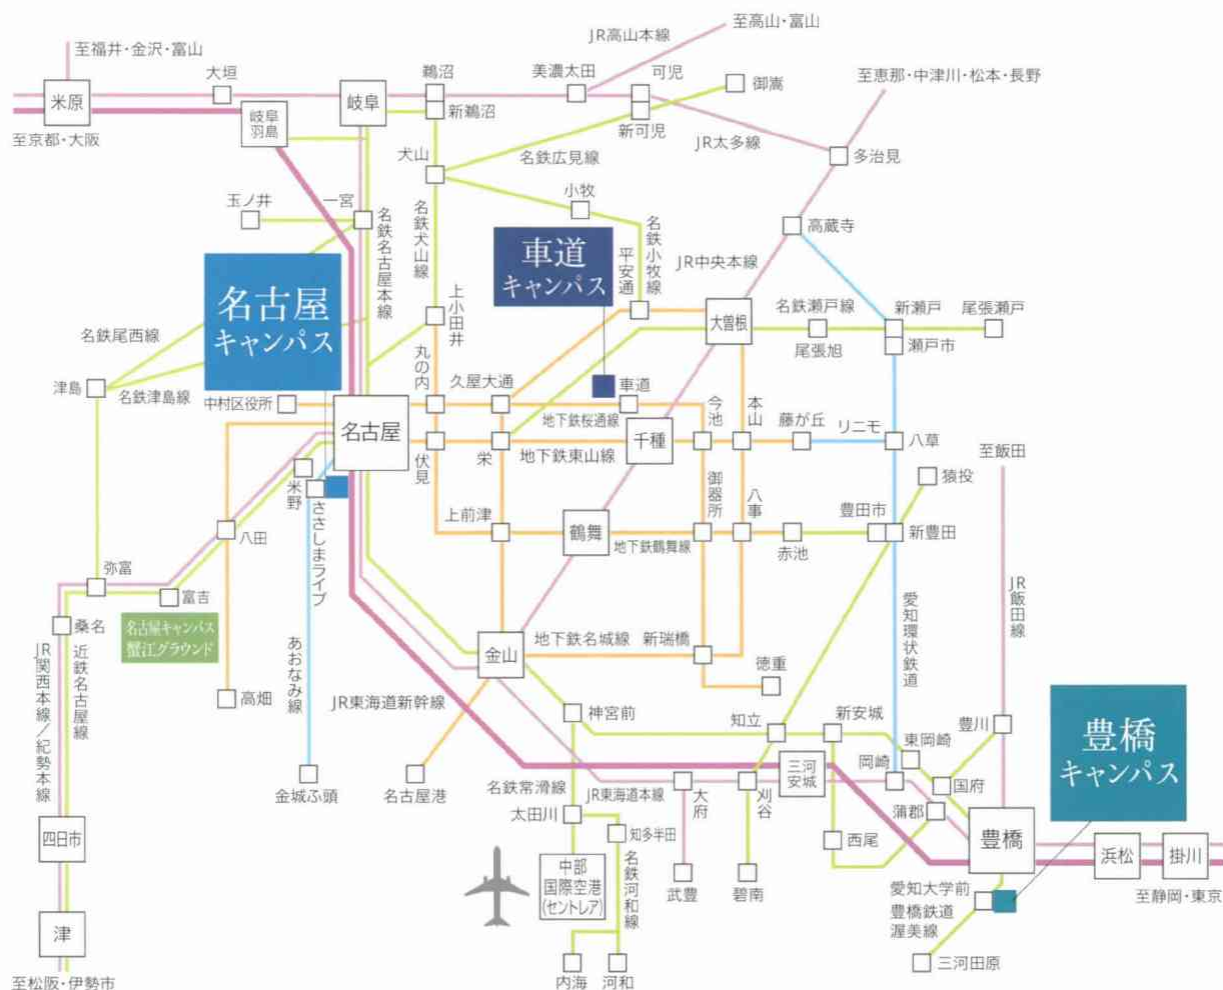 至高山・富山
JR高山本線
至福井・金沢・富山
大垣
鵜沼
美濃太田
可児
御嵩
至恵那・中津川・松本・長野
米原
岐阜
羽島
岐阜
新鵜沼
新可児
JR太多線
至京都・大阪
犬山
名鉄広見線
多治見
玉ノ井
一宮
小牧
高蔵寺
名鉄名古屋本線
名鉄犬山線
名鉄小牧線
平安通
車道
キャンパス
JR中央本線
名古屋
キャンパス
上小田井
大曽根
名鉄瀬戸線
新瀬戸
尾張瀬戸
尾張旭
瀬戸市
名鉄尾西線
津島
名鉄津島線
中村区役所
丸の内
久屋大通
車道
地下鉄桜通線
今池
本山
藤が丘
リニモ
八草
名古屋
伏見
栄
地下鉄東山線
千種
至飯田
猿投
米野
ささしまライブ
八田
上前津
鶴舞
地下鉄鶴舞線
御器所
八事
赤池
豊田市
新豊田
弥富
富吉
名古屋キャンパス
蟹江グラウンド
桑名
JR関西本線/紀勢本線
近鉄名古屋線
高畑
あおなみ線
JR東海道新幹線
金山
地下鉄名城線
新瑞橋
徳重
愛知環状鉄道
JR飯田線
金城ふ頭
名古屋港
神宮前
知立
新安城
東岡崎
岡崎
豊川
国府
豊橋
キャンパス
名鉄常滑線
JR東海道本線
大府
刈谷
三河
安城
蒲郡
太田川
知多半田
西尾
豊橋
浜松
掛川
四日市
中部
国際空港
(セントレア)
名鉄河和線
武豊
碧南
愛知大学前
豊橋鉄道
渥美線
至静岡・東京
津
内海
河和
三河田原
至松阪・伊勢市